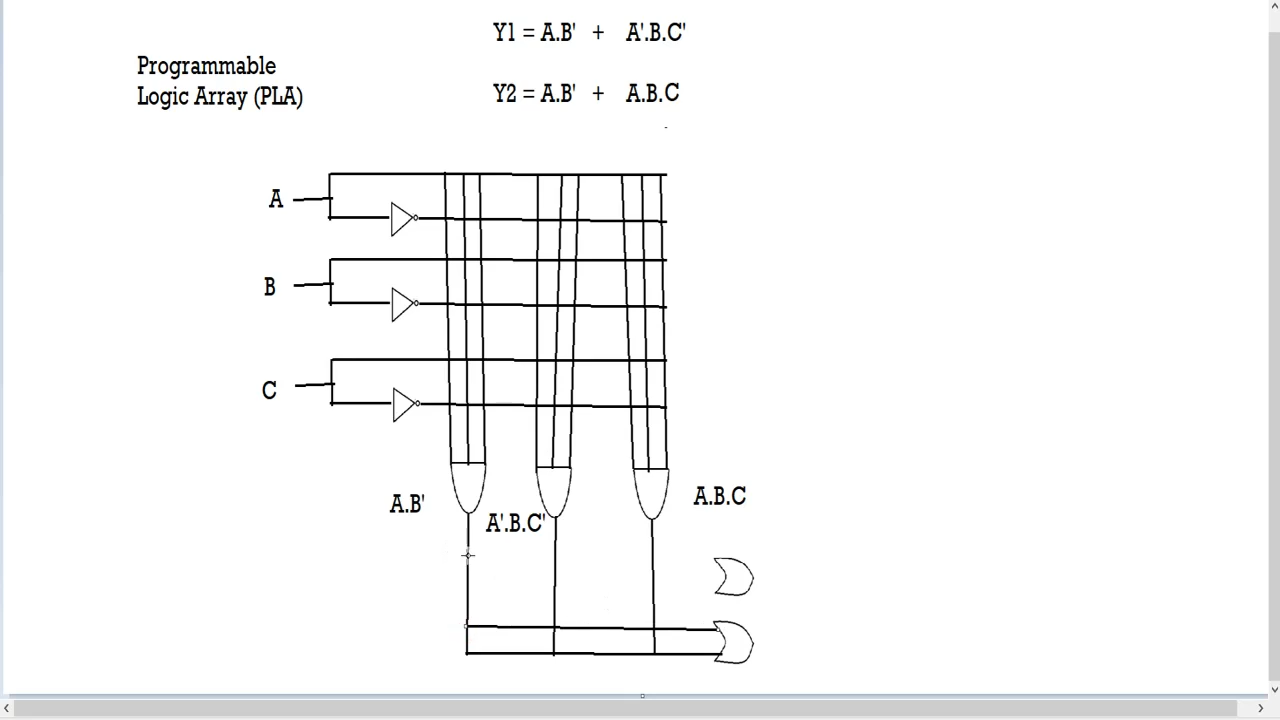 Y1 = A.B' + A'.B.C'
Programmable
Logic Array (PLA)
Y2 = A.B' + A.B.C
A
B
C
A.B'
A'.B.C'
A.B.C